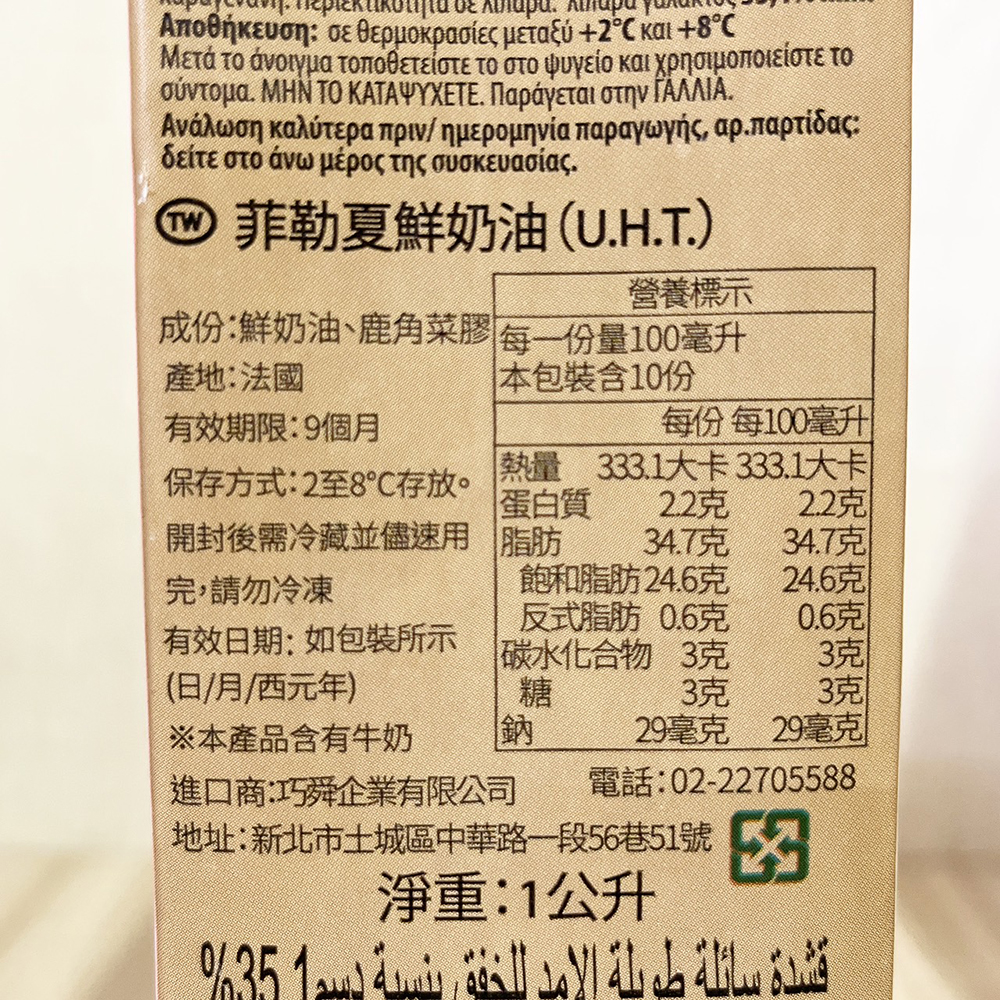 Αποθήκευση: σε θερμοκρασίες μεταξύ +2°C και +8°C
Μετά το άνοιγμα τοποθετείστε το στο ψυγείο και χρησιμοποιείστε το
σύντομα. ΜΗΝ ΤΟ ΚΑΤΑΨΥΧΕΤΕ. Παράγεται στην ΓΑΛΛΙΑ.
Ανάλωση καλύτερα πριν/ ημερομηνία παραγωγής, αρ.παρτίδας:
δείτε στο άνω μέρος της συσκευασίας.
TW 菲勒夏鮮奶油(U.H.T.)
成份:鮮奶油、鹿角菜膠
產地:法國
有效期限:9個月
保存方式:2至8°C存放。
開封後需冷藏並儘速用
完,請勿冷凍
有效日期: 如包裝所示
(日/月/西元年)
※本產品含有牛奶
營養標示
每一份量100毫升
本包裝含10份
每份 每100毫升
熱量 333.1大卡 333.1大卡
蛋白質 2.2克 2.2克
脂肪 34.7克 34.7克
飽和脂肪 24.6克 24.6克
反式脂肪 0.6克 0.6克
碳水化合物 3克 3克
糖 3克 3克
鈉 29毫克 29毫克
進口商:巧舜企業有限公司 電話:02-22705588
地址:新北市土城區中華路一段56巷51號
淨重:1公升
قشدة سائلة طويلة الامد للخفق بنسبة دسم 35.1%